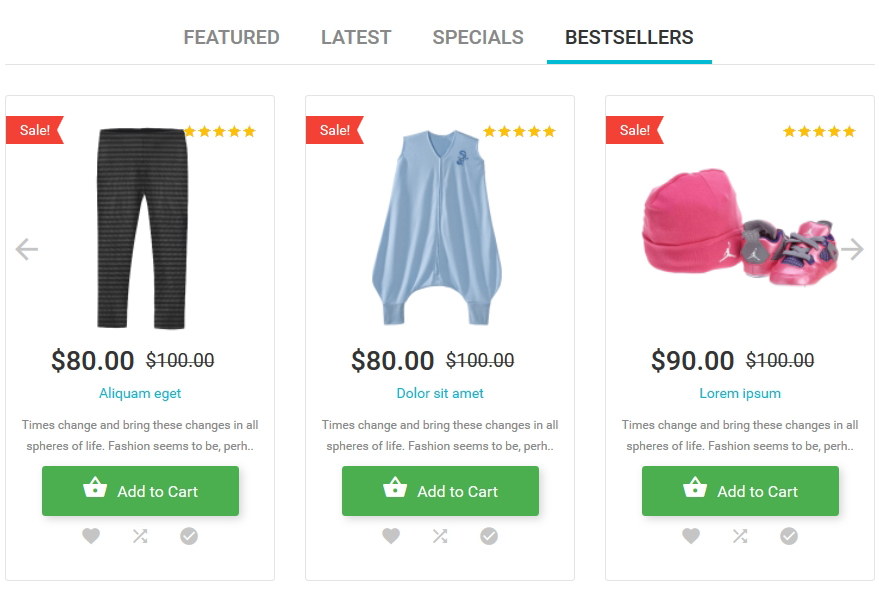 FEATURED LATEST SPECIALS BESTSELLERS
Sale!
$80.00 $100.00
Aliquam eget
Times change and bring these changes in all
spheres of life. Fashion seems to be, perh..
Add to Cart
Sale!
$80.00 $100.00
Dolor sit amet
Times change and bring these changes in all
spheres of life. Fashion seems to be, perh..
Add to Cart
Sale!
$90.00 $100.00
Lorem ipsum
Times change and bring these changes in all
spheres of life. Fashion seems to be, perh..
Add to Cart